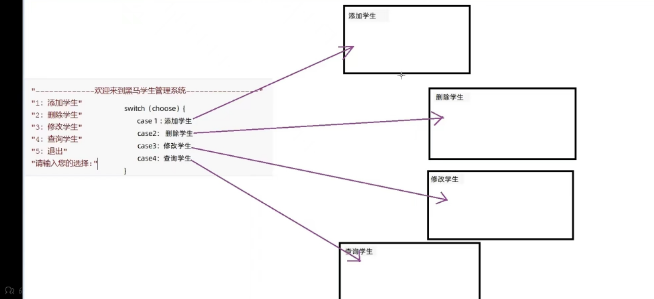 添加学生
"--------------欢迎来到黑马学生管理系统-----------------"
"1: 添加学生"
"2: 删除学生"
"3: 修改学生"
"4: 查询学生"
"5: 退出"
"请输入您的选择:"
switch (choose) {
case 1：添加学生
case2： 删除学生
case3: 修改学生
case4: 查询学生
}
删除学生
修改学生
查询学生